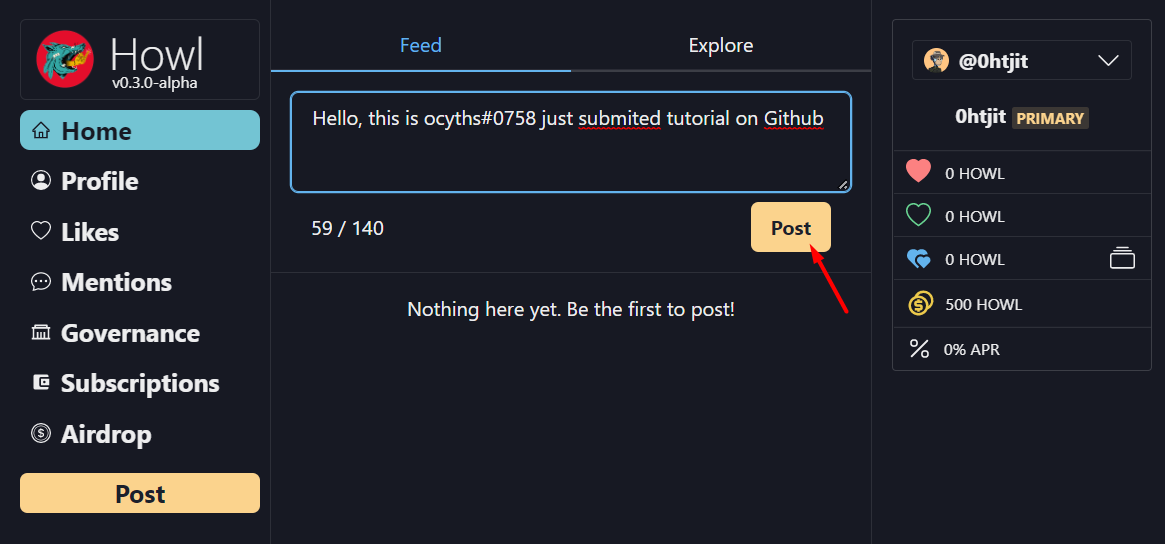 Howl
v0.3.0-alpha
Home
Profile
Likes
Mentions
Governance
Subscriptions
Airdrop
Post
Feed
Explore
Hello, this is ocyths#0758 just submited tutorial on Github
59 / 140
Post
Nothing here yet. Be the first to post!
@0htjit
0htjit PRIMARY
0 HOWL
0 HOWL
0 HOWL
500 HOWL
0% APR